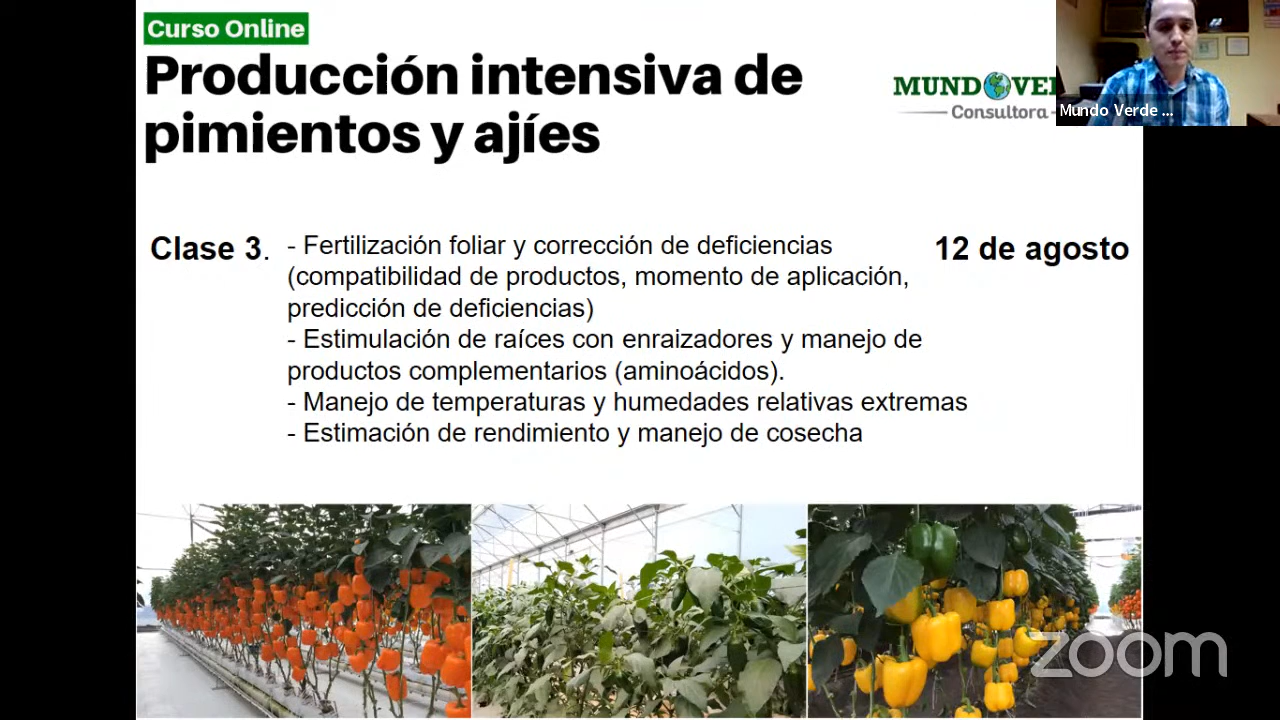 Curso Online
Producción intensiva de
pimientos y ajíes
MUNDO VE
Consultora
Mundo Verde ...
Clase 3.
- Fertilización foliar y corrección de deficiencias
(compatibilidad de productos, momento de aplicación,
predicción de deficiencias)
- Estimulación de raíces con enraizadores y manejo de
productos complementarios (aminoácidos).
- Manejo de temperaturas y humedades relativas extremas
- Estimación de rendimiento y manejo de cosecha
12 de agosto
zoom